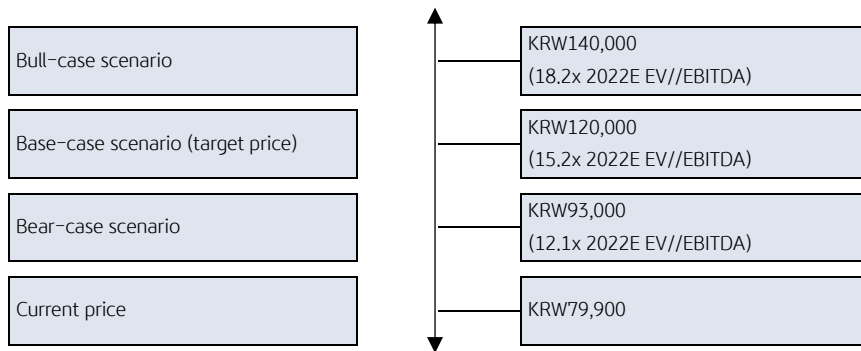 Bull-case scenario
KRW140,000
(18.2x 2022E EV//EBITDA)
Base-case scenario (target price)
KRW120,000
(15.2x 2022E EV//EBITDA)
Bear-case scenario
KRW93,000
(12.1x 2022E EV//EBITDA)
Current price
KRW79,900